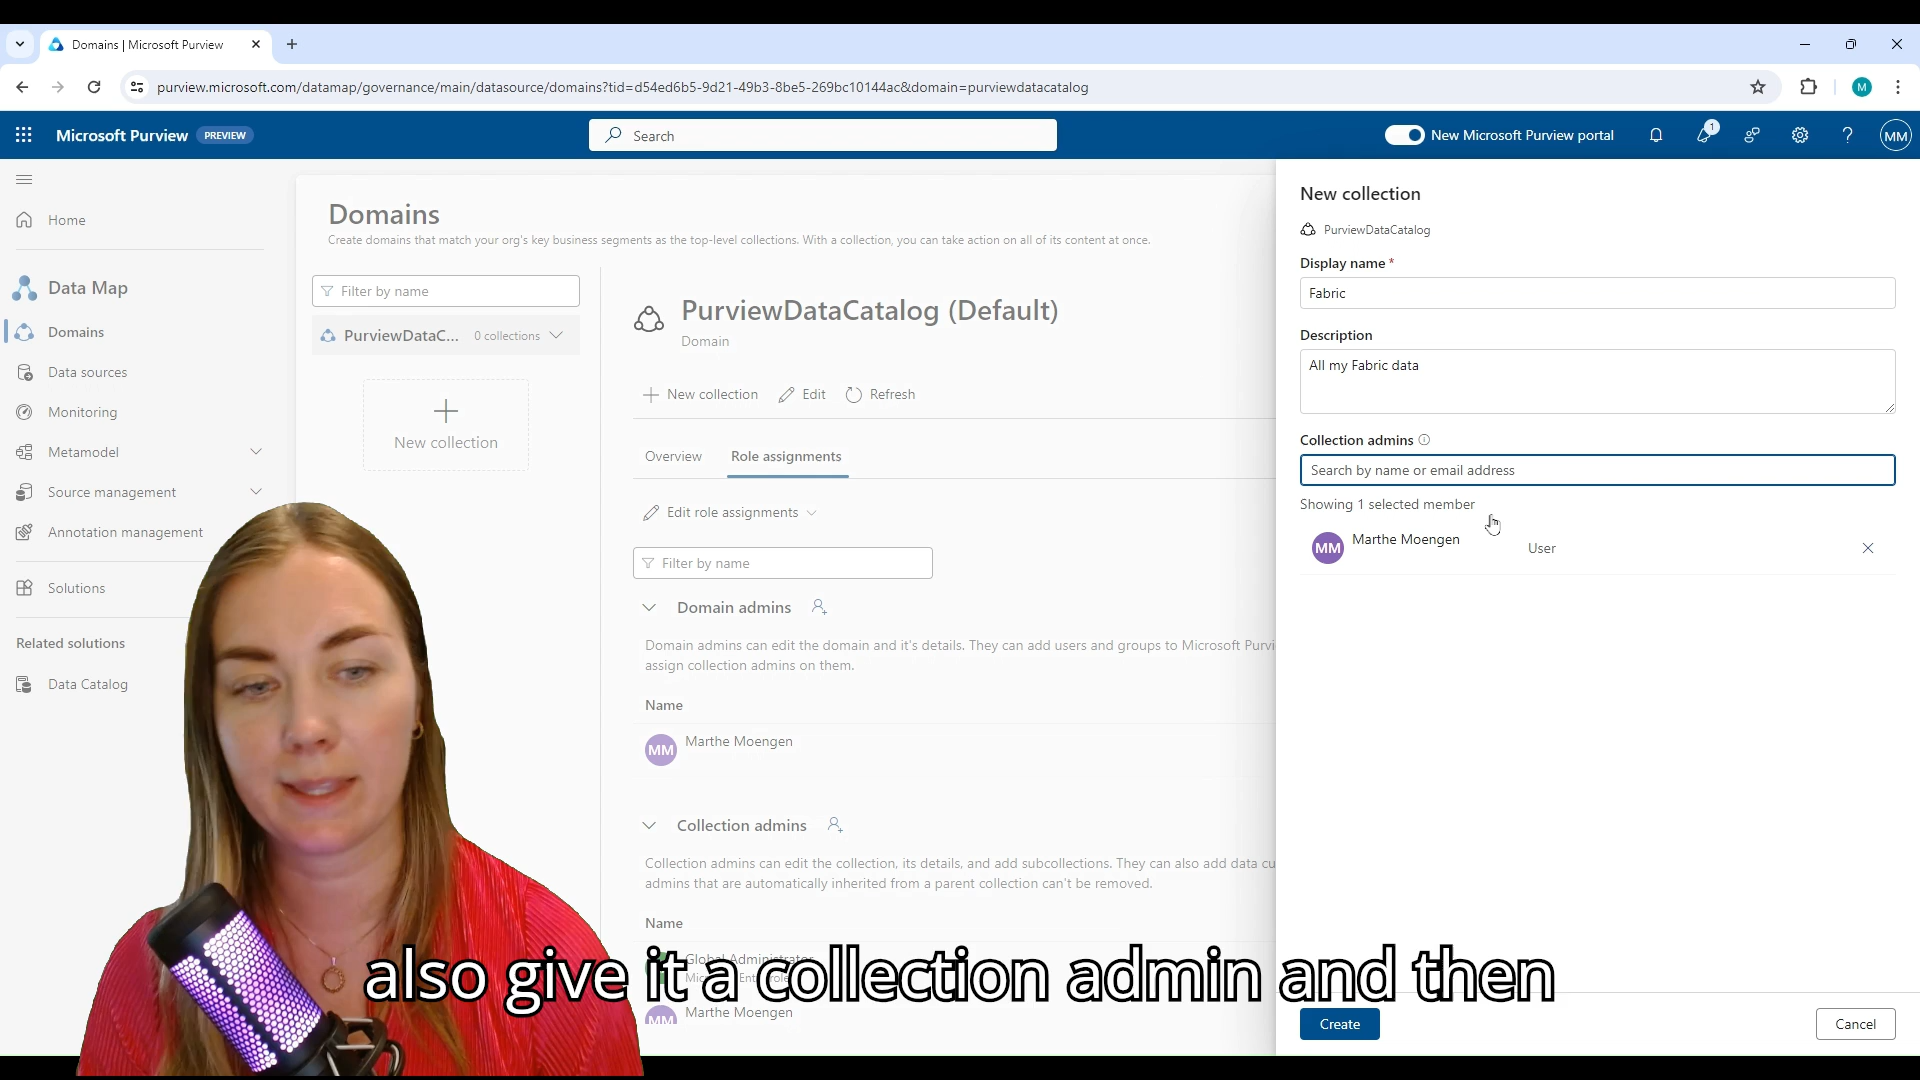 Domains | Microsoft Purview
purview.microsoft.com/datamap/governance/main/datasource/domains?tid=d54ed6b5-9d21-49b3-8be5-269bc10144ac&domain=purviewdatacatalog
M
Microsoft Purview PREVIEW
Search
New Microsoft Purview portal
1
MM
Home
Data Map
Domains
Data sources
Monitoring
Metamodel
Source management
Annotation management
Solutions
Related solutions
Data Catalog
Domains
Create domains that match your org's key business segments as the top-level collections. With a collection, you can take action on all of its content at once.
Filter by name
PurviewDataC... 0 collections
New collection
PurviewDataCatalog (Default)
Domain
New collection Edit Refresh
Overview Role assignments
Edit role assignments
Filter by name
Domain admins
Domain admins can edit the domain and it's details. They can add users and groups to Microsoft Purvi
assign collection admins on them.
Name
MM Marthe Moengen
Collection admins
Collection admins can edit the collection, its details, and add subcollections. They can also add data cu
admins that are automatically inherited from a parent collection can't be removed.
Name
Global Administrator
MM Marthe Moengen
New collection
PurviewDataCatalog
Display name *
Fabric
Description
All my Fabric data
Collection admins
Search by name or email address
Showing 1 selected member
MM Marthe Moengen User
Create Cancel
also give it a collection admin and then